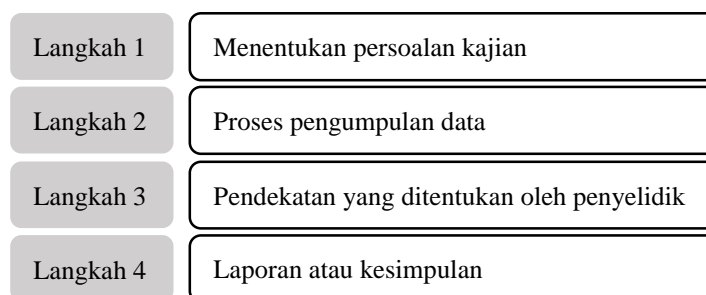 Langkah 1 Menentukan persoalan kajian
Langkah 2 Proses pengumpulan data
Langkah 3 Pendekatan yang ditentukan oleh penyelidik
Langkah 4 Laporan atau kesimpulan